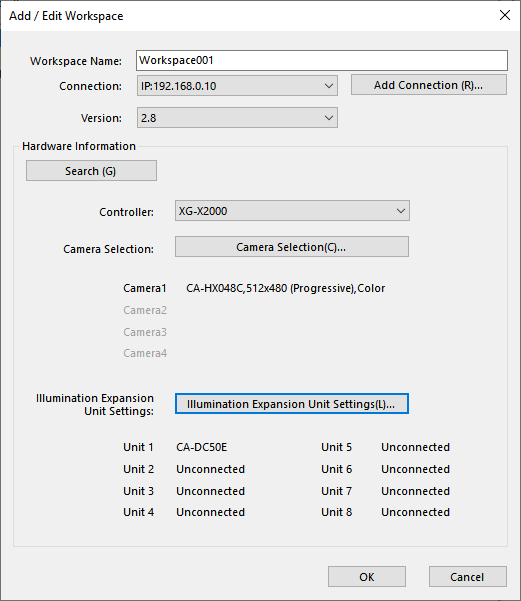 Add / Edit Workspace
Workspace Name: Workspace001
Connection: IP:192.168.0.10 Add Connection (R)...
Version: 2.8
Hardware Information
Search (G)
Controller: XG-X2000
Camera Selection: Camera Selection(C)...
Camera1 CA-HX048C,512x480 (Progressive),Color
Camera2
Camera3
Camera4
Illumination Expansion
Unit Settings: Illumination Expansion Unit Settings(L)...
Unit 1 CA-DC50E Unit 5 Unconnected
Unit 2 Unconnected Unit 6 Unconnected
Unit 3 Unconnected Unit 7 Unconnected
Unit 4 Unconnected Unit 8 Unconnected
OK Cancel